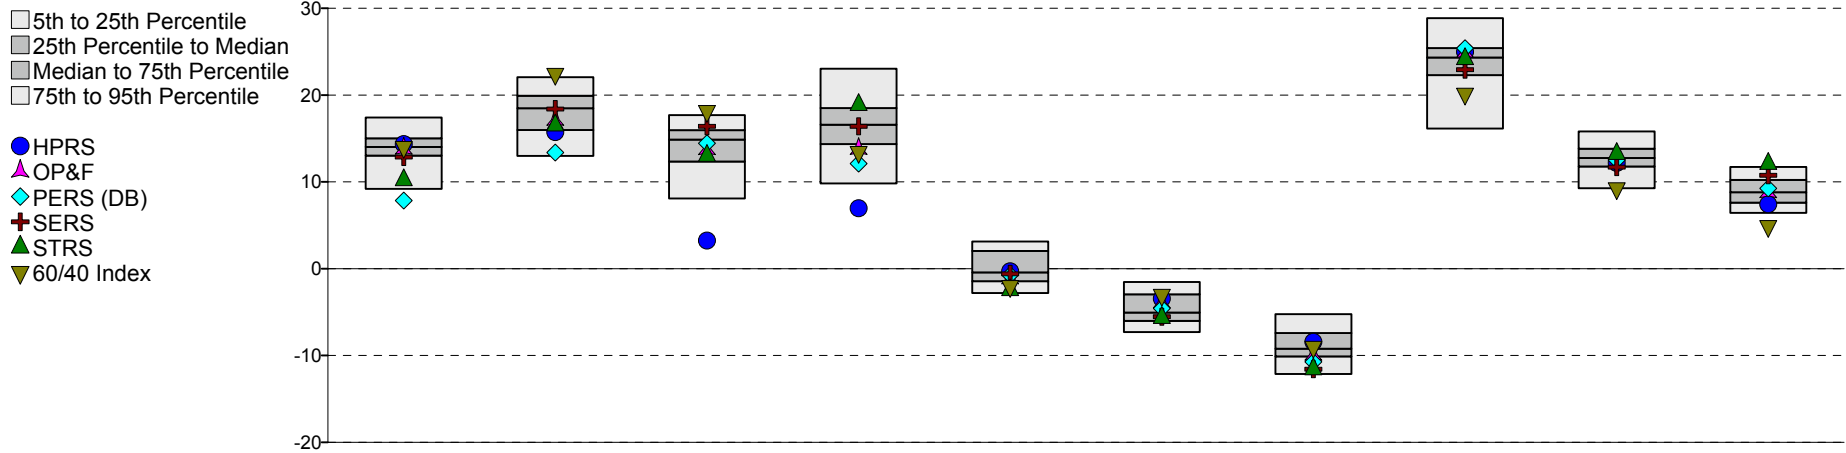 5th to 25th Percentile
25th Percentile to Median
Median to 75th Percentile
75th to 95th Percentile
HPRS
OP&F
PERS (DB)
SERS
STRS
60/40 Index
30
20
10
0
-10
-20